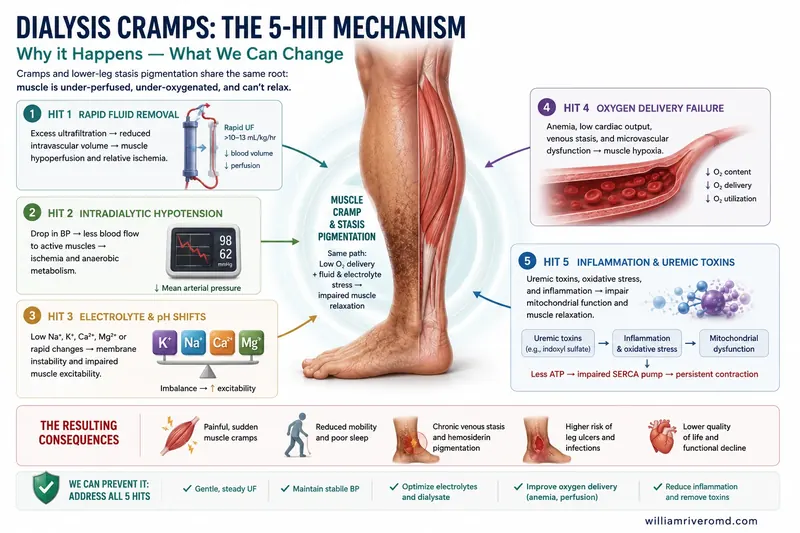 DIALYSIS CRAMPS: THE 5-HIT MECHANISM
Why it Happens — What We Can Change
Cramps and lower-leg stasis pigmentation share the same root:
muscle is under-perfused, under-oxygenated, and can't relax.
1 HIT 1 RAPID FLUID REMOVAL
Excess ultrafiltration → reduced
intravascular volume → muscle
hypoperfusion and relative ischemia.
Rapid UF
>10–13 mL/kg/hr
↓ blood volume
↓ perfusion
2 HIT 2 INTRADIALYTIC HYPOTENSION
Drop in BP → less blood flow
to active muscles →
ischemia and anaerobic
metabolism.
98
62
mmHg
↓ Mean arterial pressure
3 HIT 3 ELECTROLYTE & pH SHIFTS
Low Na⁺, K⁺, Ca²⁺, Mg²⁺ or
rapid changes → membrane
instability and impaired
muscle excitability.
K⁺ Na⁺ Ca²⁺ Mg²⁺
Imbalance → ↑ excitability
MUSCLE
CRAMP &
STASIS
PIGMENTATION
Same path:
Low O₂ delivery
+ fluid & electrolyte
stress →
impaired muscle
relaxation
4 HIT 4 OXYGEN DELIVERY FAILURE
Anemia, low cardiac output,
venous stasis, and microvascular
dysfunction → muscle hypoxia.
↓ O₂ content
↓ O₂ delivery
↓ O₂ utilization
5 HIT 5 INFLAMMATION & UREMIC TOXINS
Uremic toxins, oxidative stress,
and inflammation → impair
mitochondrial function and
muscle relaxation.
Uremic toxins
(e.g., indoxyl sulfate)
→ Inflammation
& oxidative stress
→ Mitochondrial
dysfunction
Less ATP → impaired SERCA pump → persistent contraction
THE RESULTING
CONSEQUENCES
Painful, sudden
muscle cramps
Reduced mobility
and poor sleep
Chronic venous stasis
and hemosiderin
pigmentation
Higher risk of
leg ulcers and
infections
Lower quality
of life and
functional decline
WE CAN PREVENT IT:
ADDRESS ALL 5 HITS
✓ Gentle, steady UF
✓ Maintain stabile BP
✓ Optimize electrolytes
and dialysate
✓ Improve oxygen delivery
(anemia, perfusion)
✓ Reduce inflammation
and remove toxins
williamriveromd.com